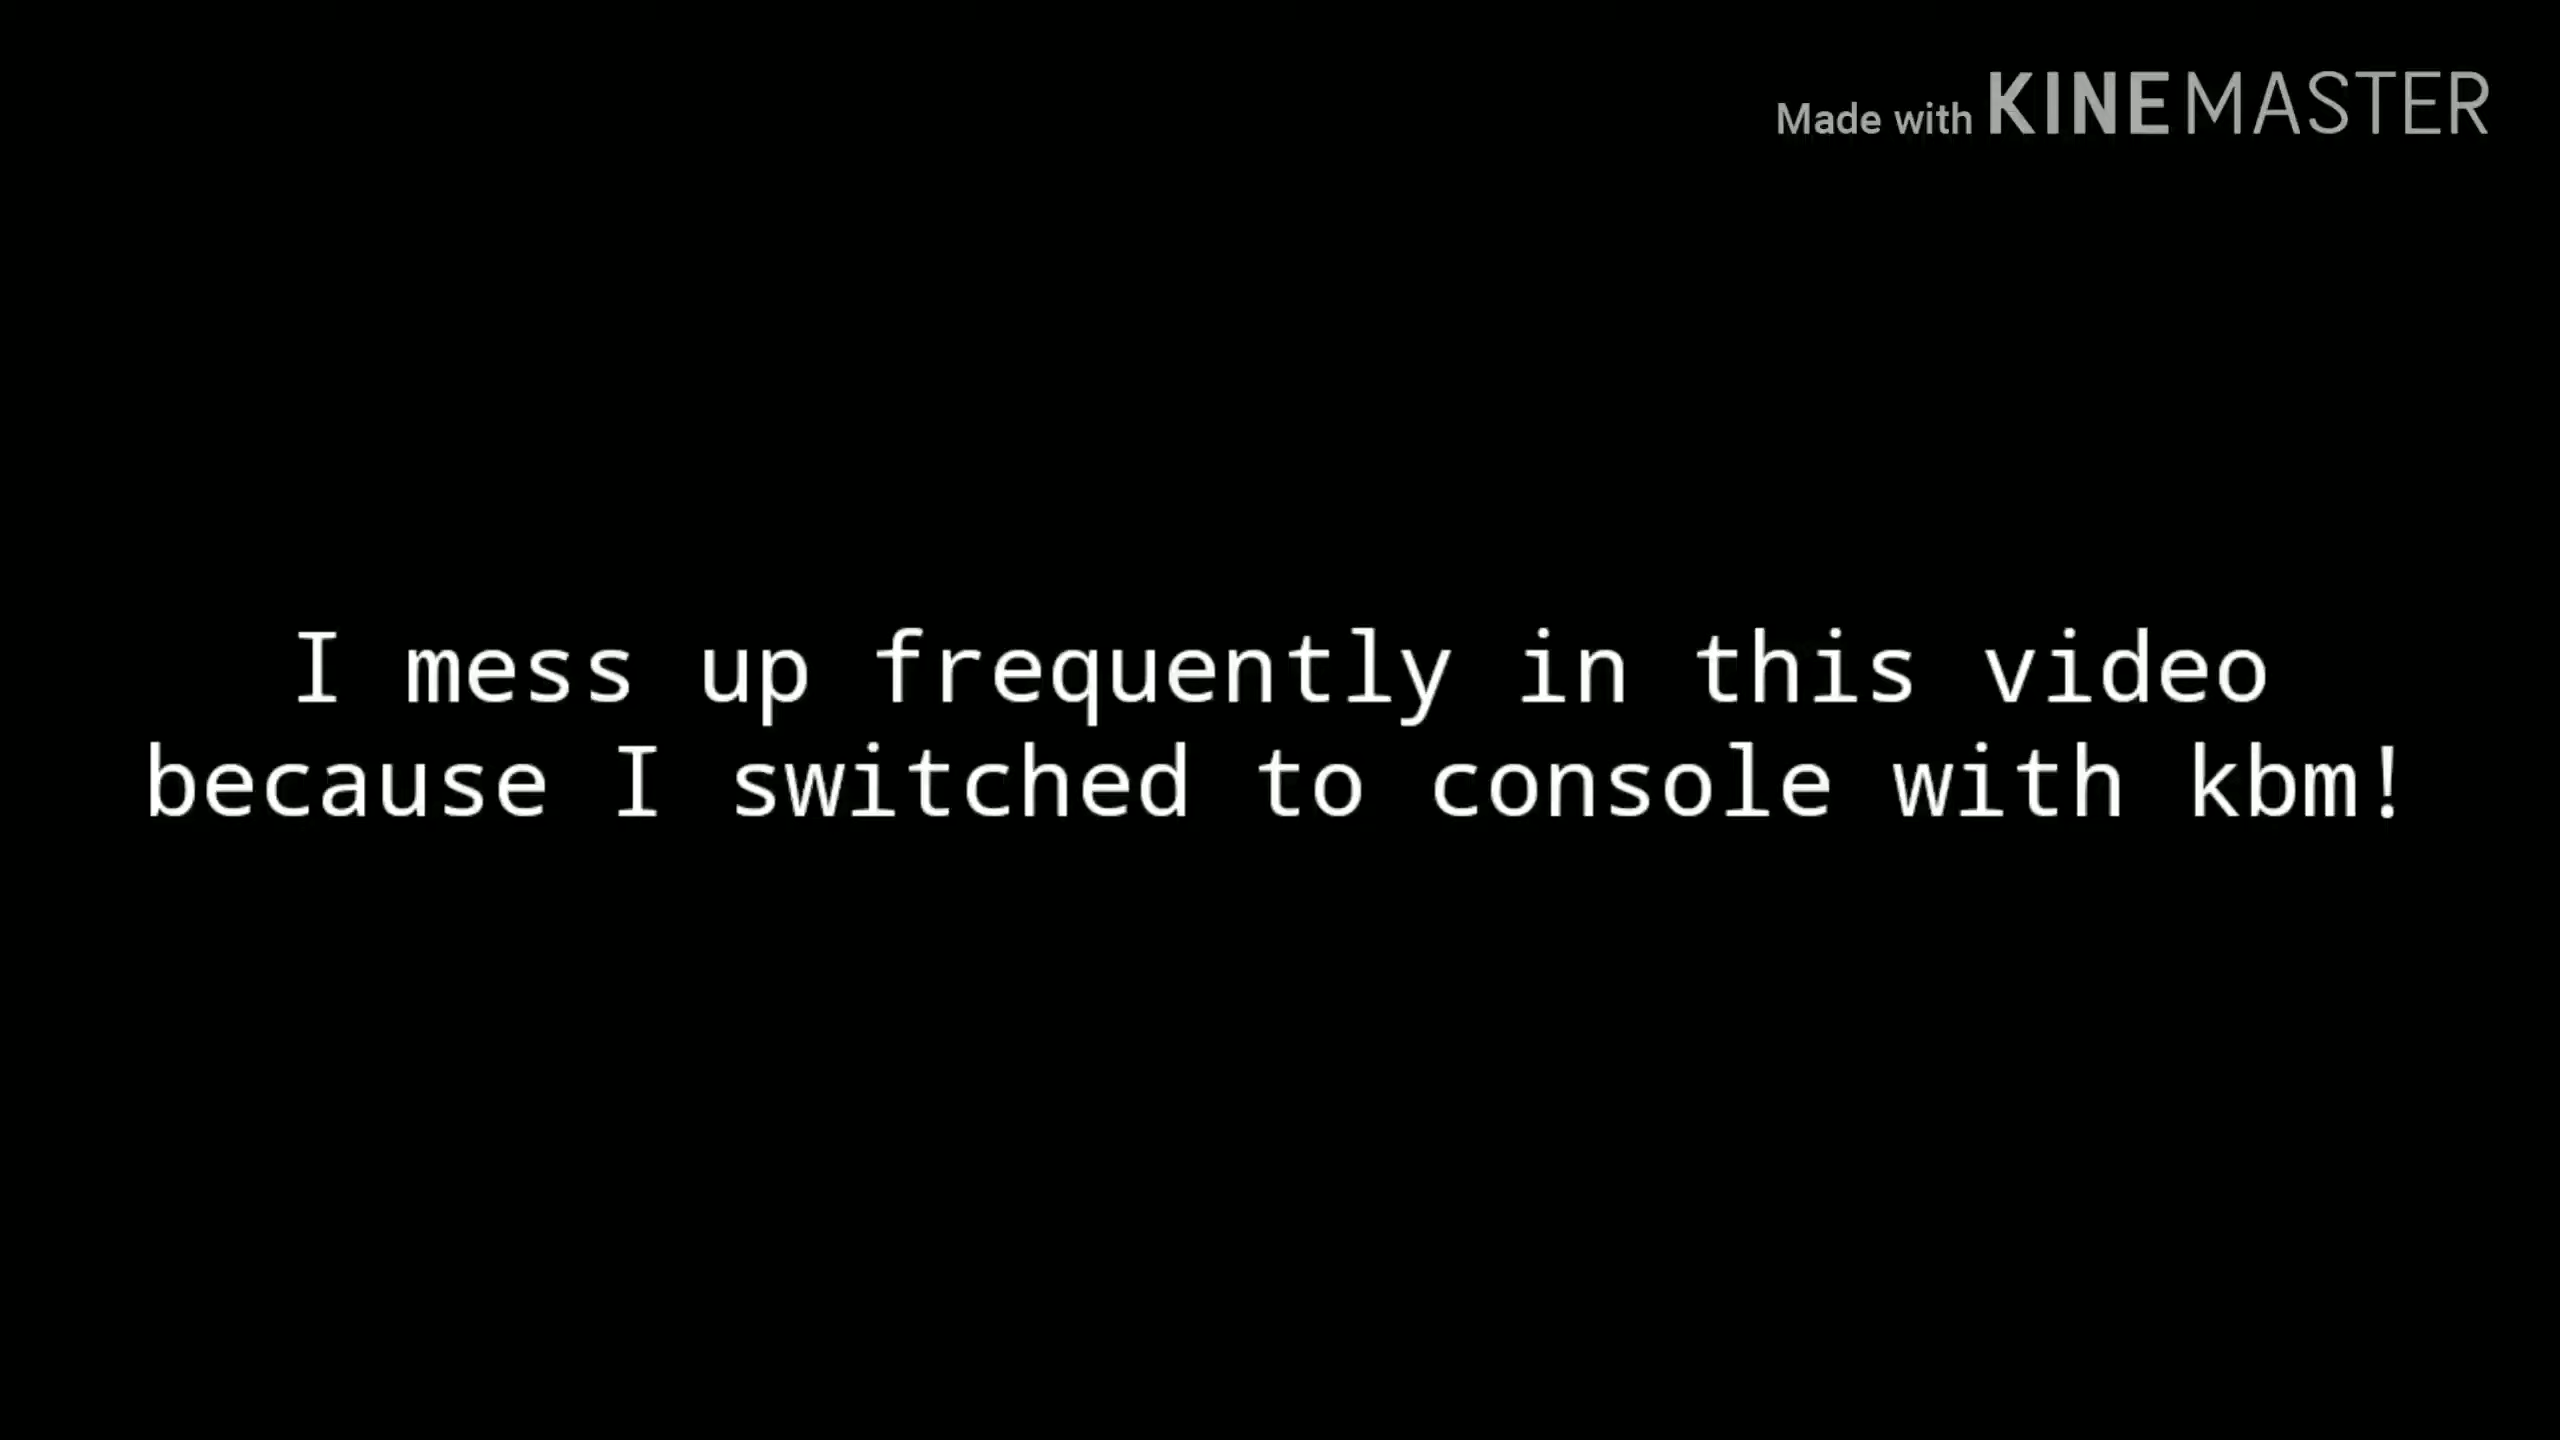 Made with KINEMASTER
I mess up frequently in this video
because I switched to console with kbm!